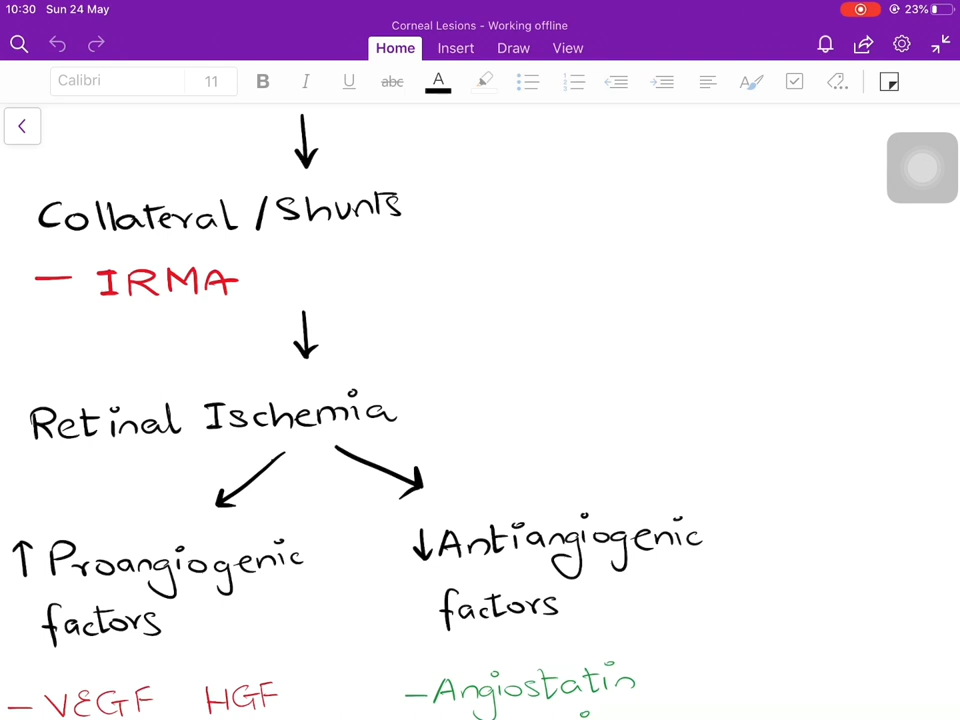 10:30 Sun 24 May 23%
Corneal Lesions - Working offline
Home Insert Draw View
Calibri 11 B I U abc A
Collateral / Shunts
- IRMA
Retinal Ischemia
↑ Proangiogenic factors
↓ Antiangiogenic factors
- VEGF HGF
- Angiostatin